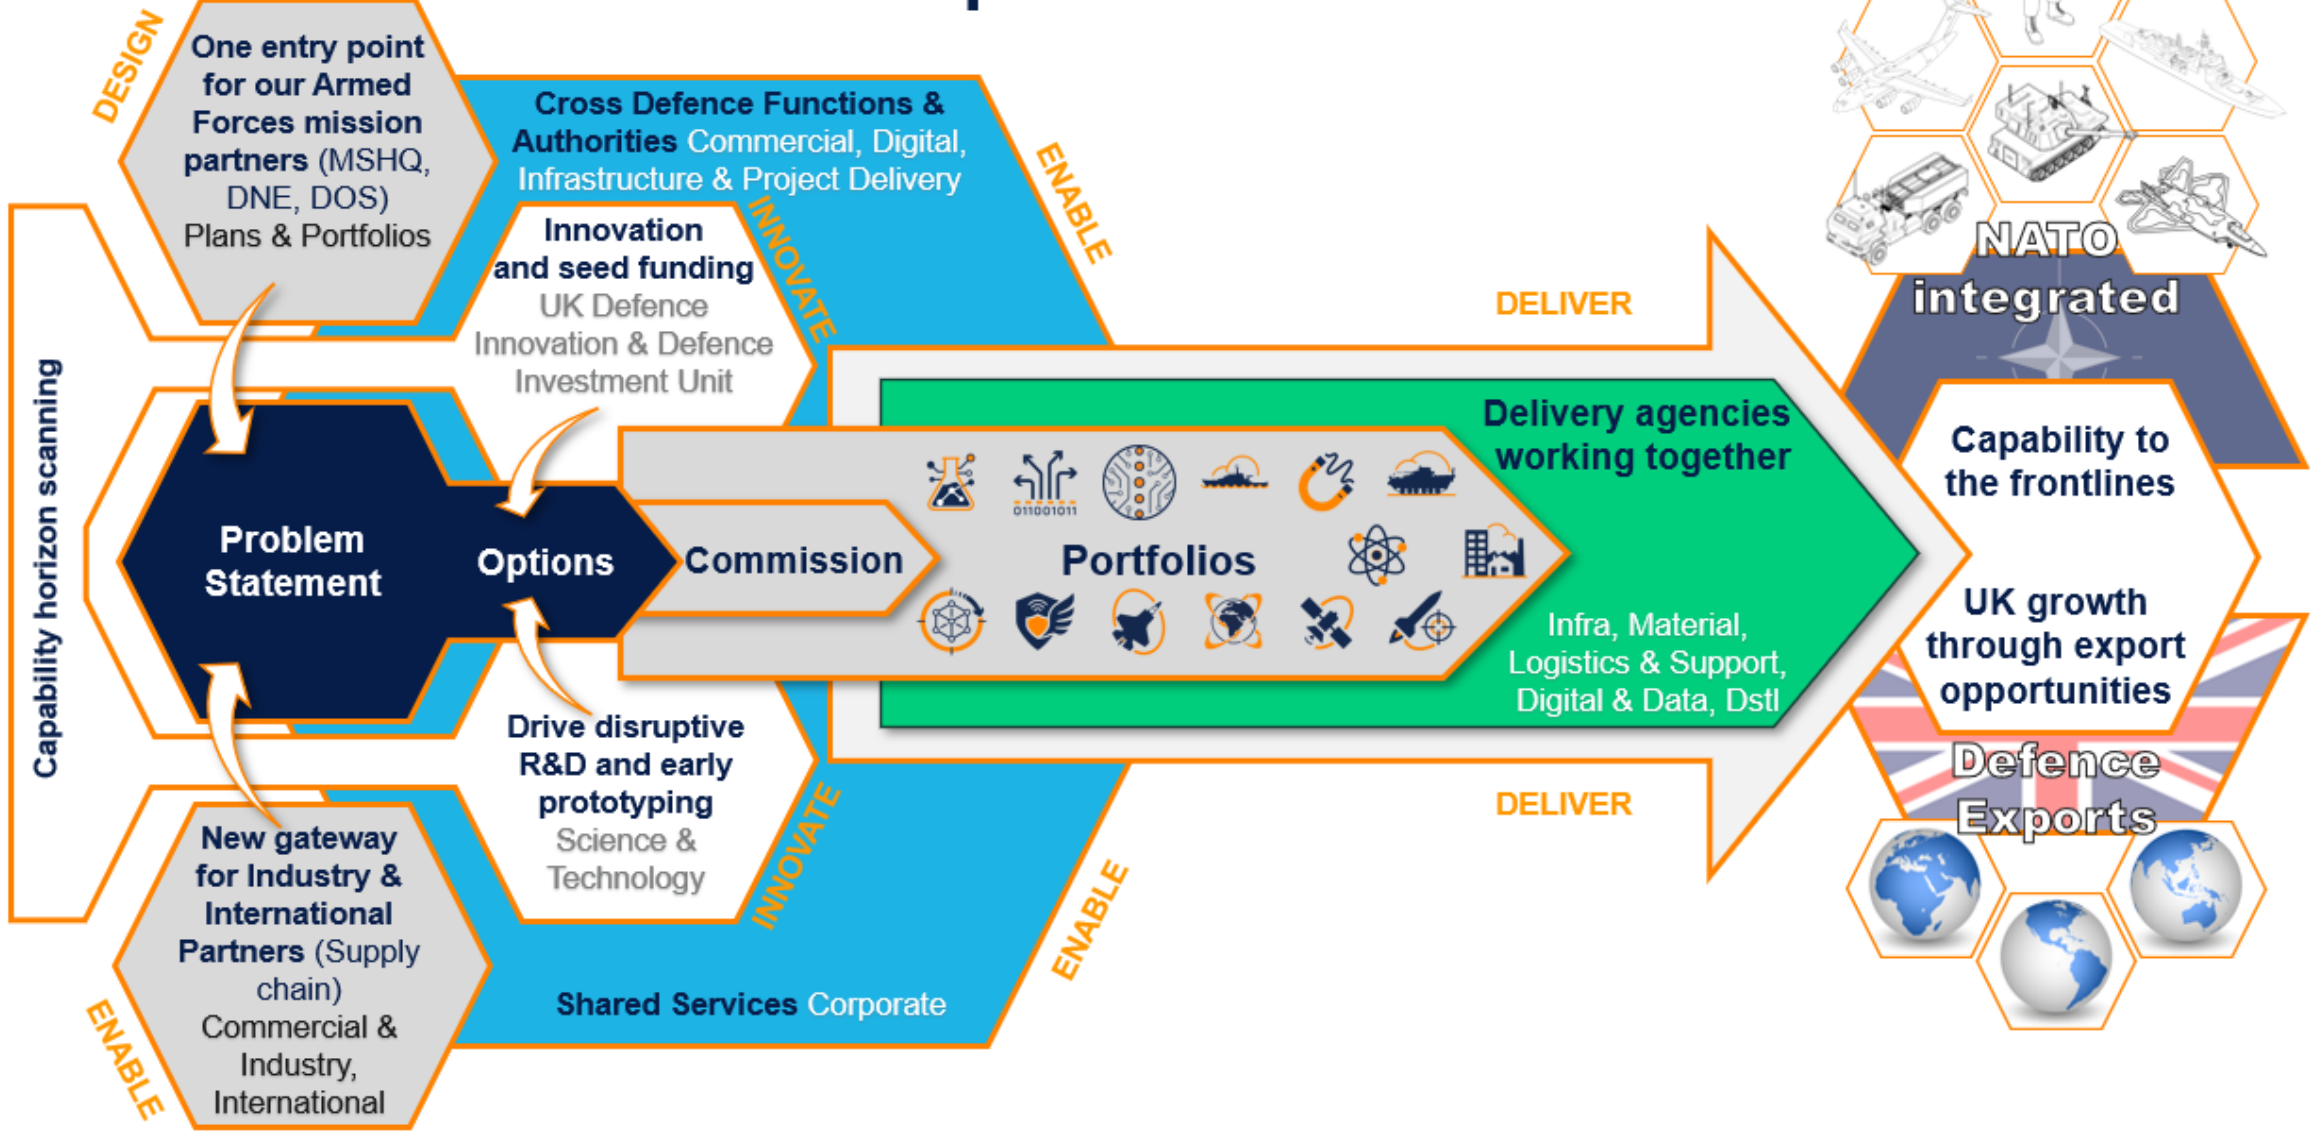 DESIGN
One entry point
for our Armed
Forces mission
partners (MSHQ,
DNE, DOS)
Plans & Portfolios
Cross Defence Functions &
Authorities Commercial, Digital,
Infrastructure & Project Delivery
ENABLE
Innovation
and seed funding
UK Defence
Innovation & Defence
Investment Unit
INNOVATE
Capability horizon scanning
Problem
Statement
Options
Commission
011001011
Portfolios
DELIVER
Delivery agencies
working together
Infra, Material,
Logistics & Support,
Digital & Data, Dstl
DELIVER
Drive disruptive
R&D and early
prototyping
Science &
Technology
INNOVATE
New gateway
for Industry &
International
Partners (Supply
chain)
Commercial &
Industry,
International
ENABLE
Shared Services Corporate
ENABLE
NATO
integrated
Capability to
the frontlines
UK growth
through export
opportunities
Defence
Exports